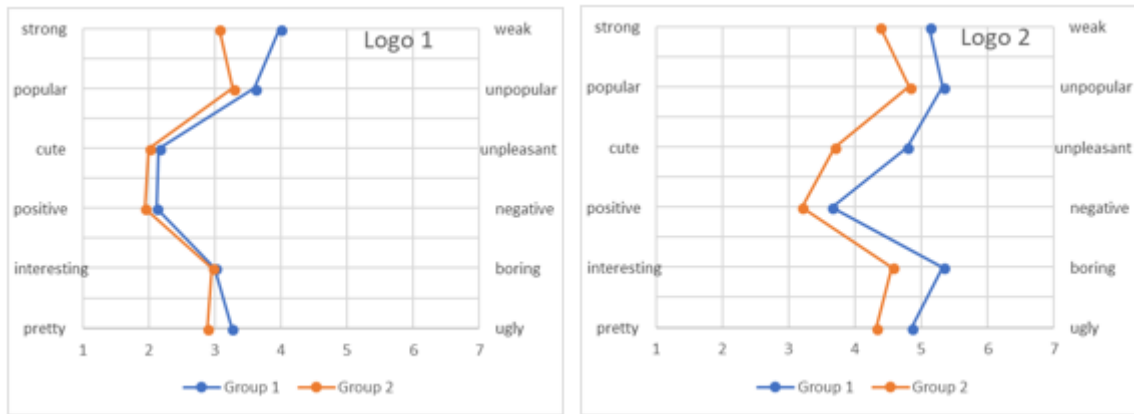 Logo 1
strong weak
popular unpopular
cute unpleasant
positive negative
interesting boring
pretty ugly
1 2 3 4 5 6 7
Group 1 Group 2
Logo 2
strong weak
popular unpopular
cute unpleasant
positive negative
interesting boring
pretty ugly
1 2 3 4 5 6 7
Group 1 Group 2